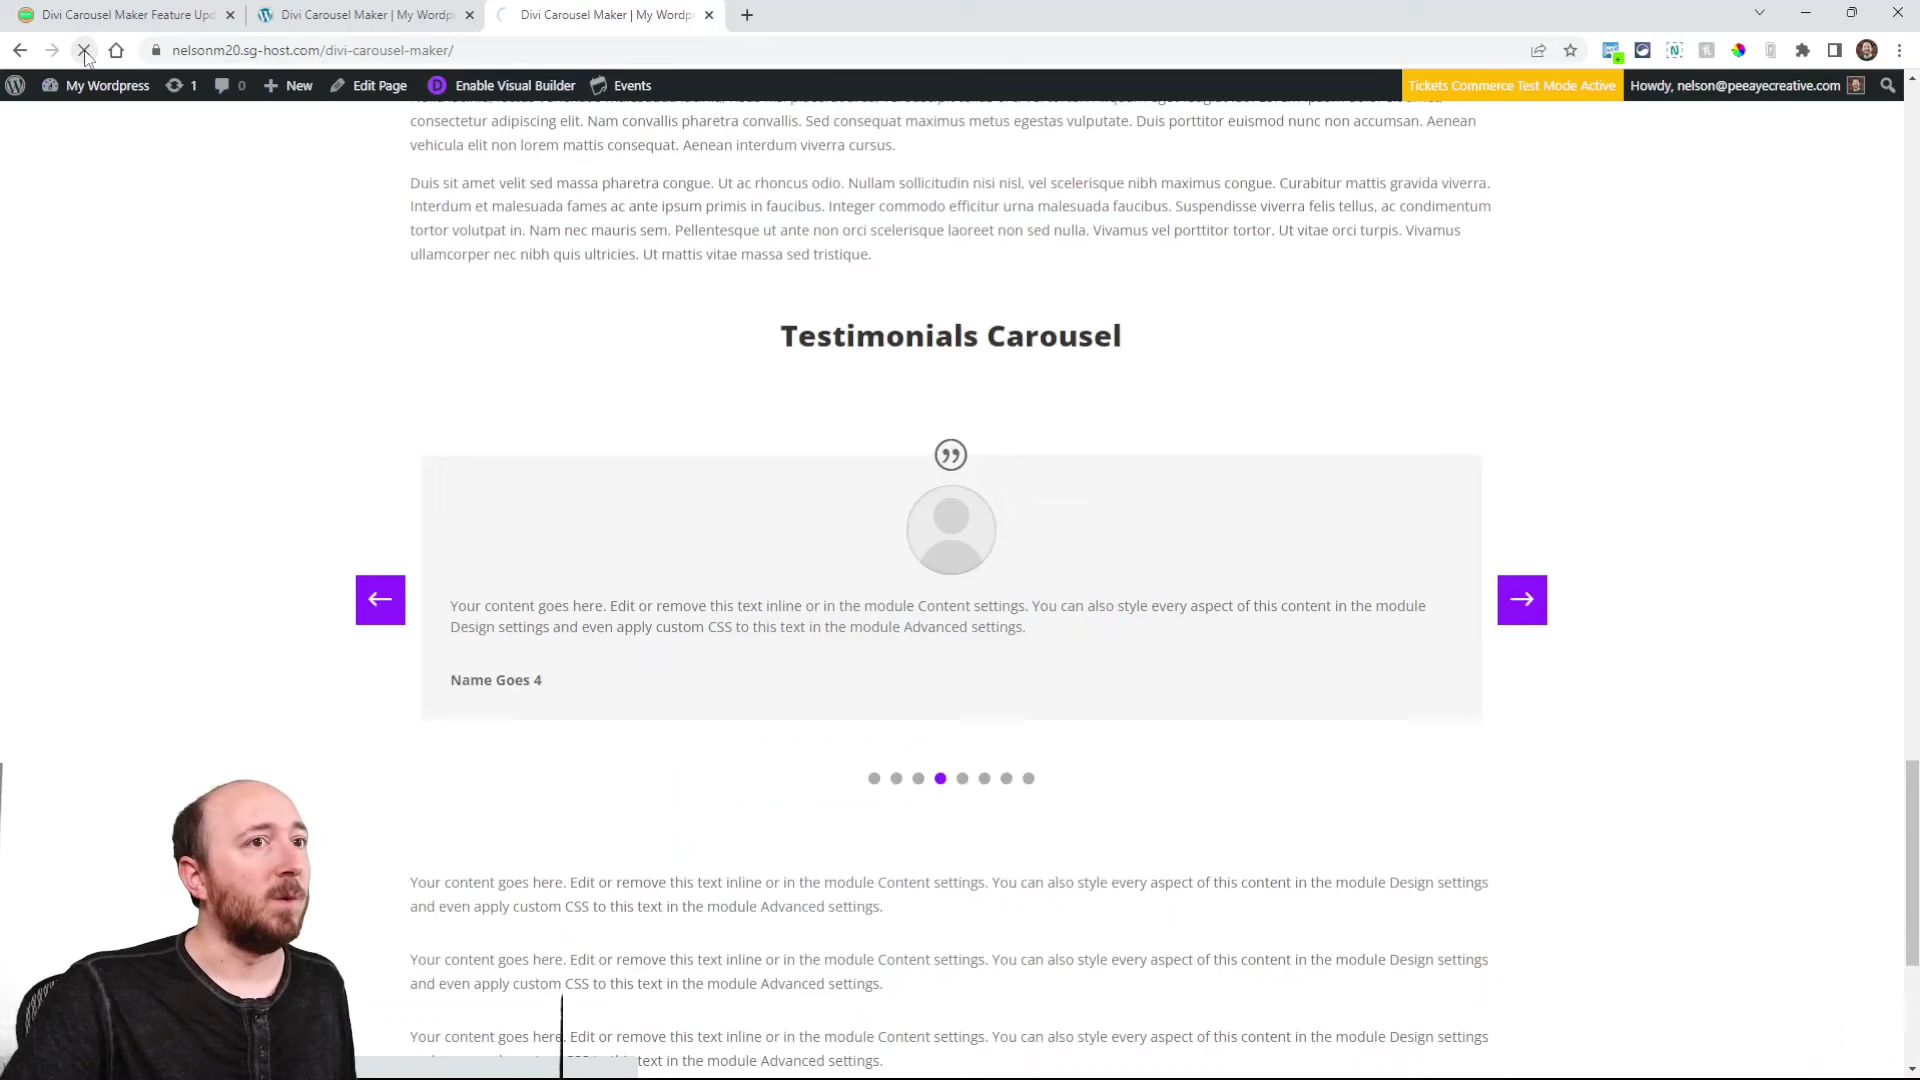 Divi Carousel Maker Feature Upd
Divi Carousel Maker | My Wordp
Divi Carousel Maker | My Wordpr
nelsonm20.sg-host.com/divi-carousel-maker/
My Wordpress
1
0
New
Edit Page
Enable Visual Builder
Events
Tickets Commerce Test Mode Active
Howdy, nelson@peeayecreative.com
consectetur adipiscing elit. Nam convallis pharetra convallis. Sed consequat maximus metus egestas vulputate. Duis porttitor euismod nunc non accumsan. Aenean
vehicula elit non lorem mattis consequat. Aenean interdum viverra cursus.
Duis sit amet velit sed massa pharetra congue. Ut ac rhoncus odio. Nullam sollicitudin nisi nisl, vel scelerisque nibh maximus congue. Curabitur mattis gravida viverra.
Interdum et malesuada fames ac ante ipsum primis in faucibus. Integer commodo efficitur urna malesuada faucibus. Suspendisse viverra felis tellus, ac condimentum
tortor volutpat in. Nam nec mauris sem. Pellentesque ut ante non orci scelerisque laoreet non sed nulla. Vivamus vel porttitor tortor. Ut vitae orci turpis. Vivamus
ullamcorper nec nibh quis ultricies. Ut mattis vitae massa sed tristique.
Testimonials Carousel
Your content goes here. Edit or remove this text inline or in the module Content settings. You can also style every aspect of this content in the module
Design settings and even apply custom CSS to this text in the module Advanced settings.
Name Goes 4
Your content goes here. Edit or remove this text inline or in the module Content settings. You can also style every aspect of this content in the module Design settings
and even apply custom CSS to this text in the module Advanced settings.
Your content goes here. Edit or remove this text inline or in the module Content settings. You can also style every aspect of this content in the module Design settings
and even apply custom CSS to this text in the module Advanced settings.
Your content goes here. Edit or remove this text inline or in the module Content settings. You can also style every aspect of this content in the module Design settings
text in the module Advanced settings.